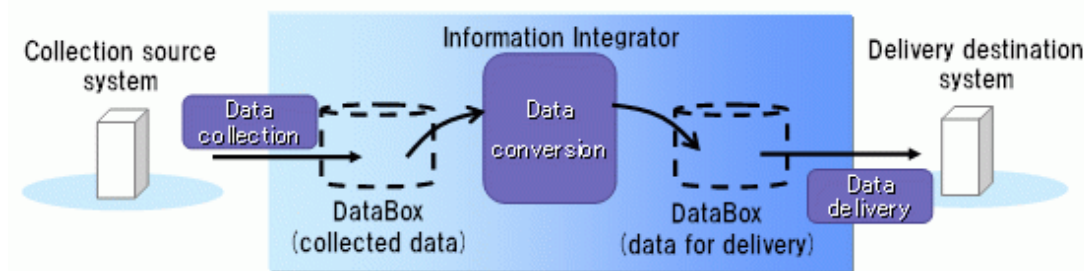 Information Integrator
Collection source
system
Delivery destination
system
Data
collection
Data
conversion
Data
delivery
DataBox
(collected data)
DataBox
(data for delivery)